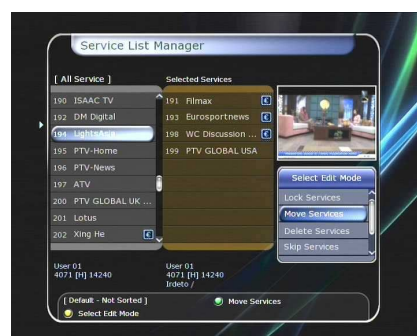 Service List Manager
[ All Service ]
Selected Services
190 ISAAC TV
192 DM Digital
194 LightsAsia
195 PTV-Home
196 PTV-News
197 ATV
200 PTV GLOBAL UK ...
201 Lotus
202 Xing He €
191 Filmax €
193 Eurosportnews €
198 WC Discussion ... €
199 PTV GLOBAL USA
Select Edit Mode
Lock Services
Move Services
Delete Services
Skip Services
User 01
4071 [H] 14240
User 01
4071 [H] 14240
Irdeto /
[ Default - Not Sorted ]
Move Services
Select Edit Mode